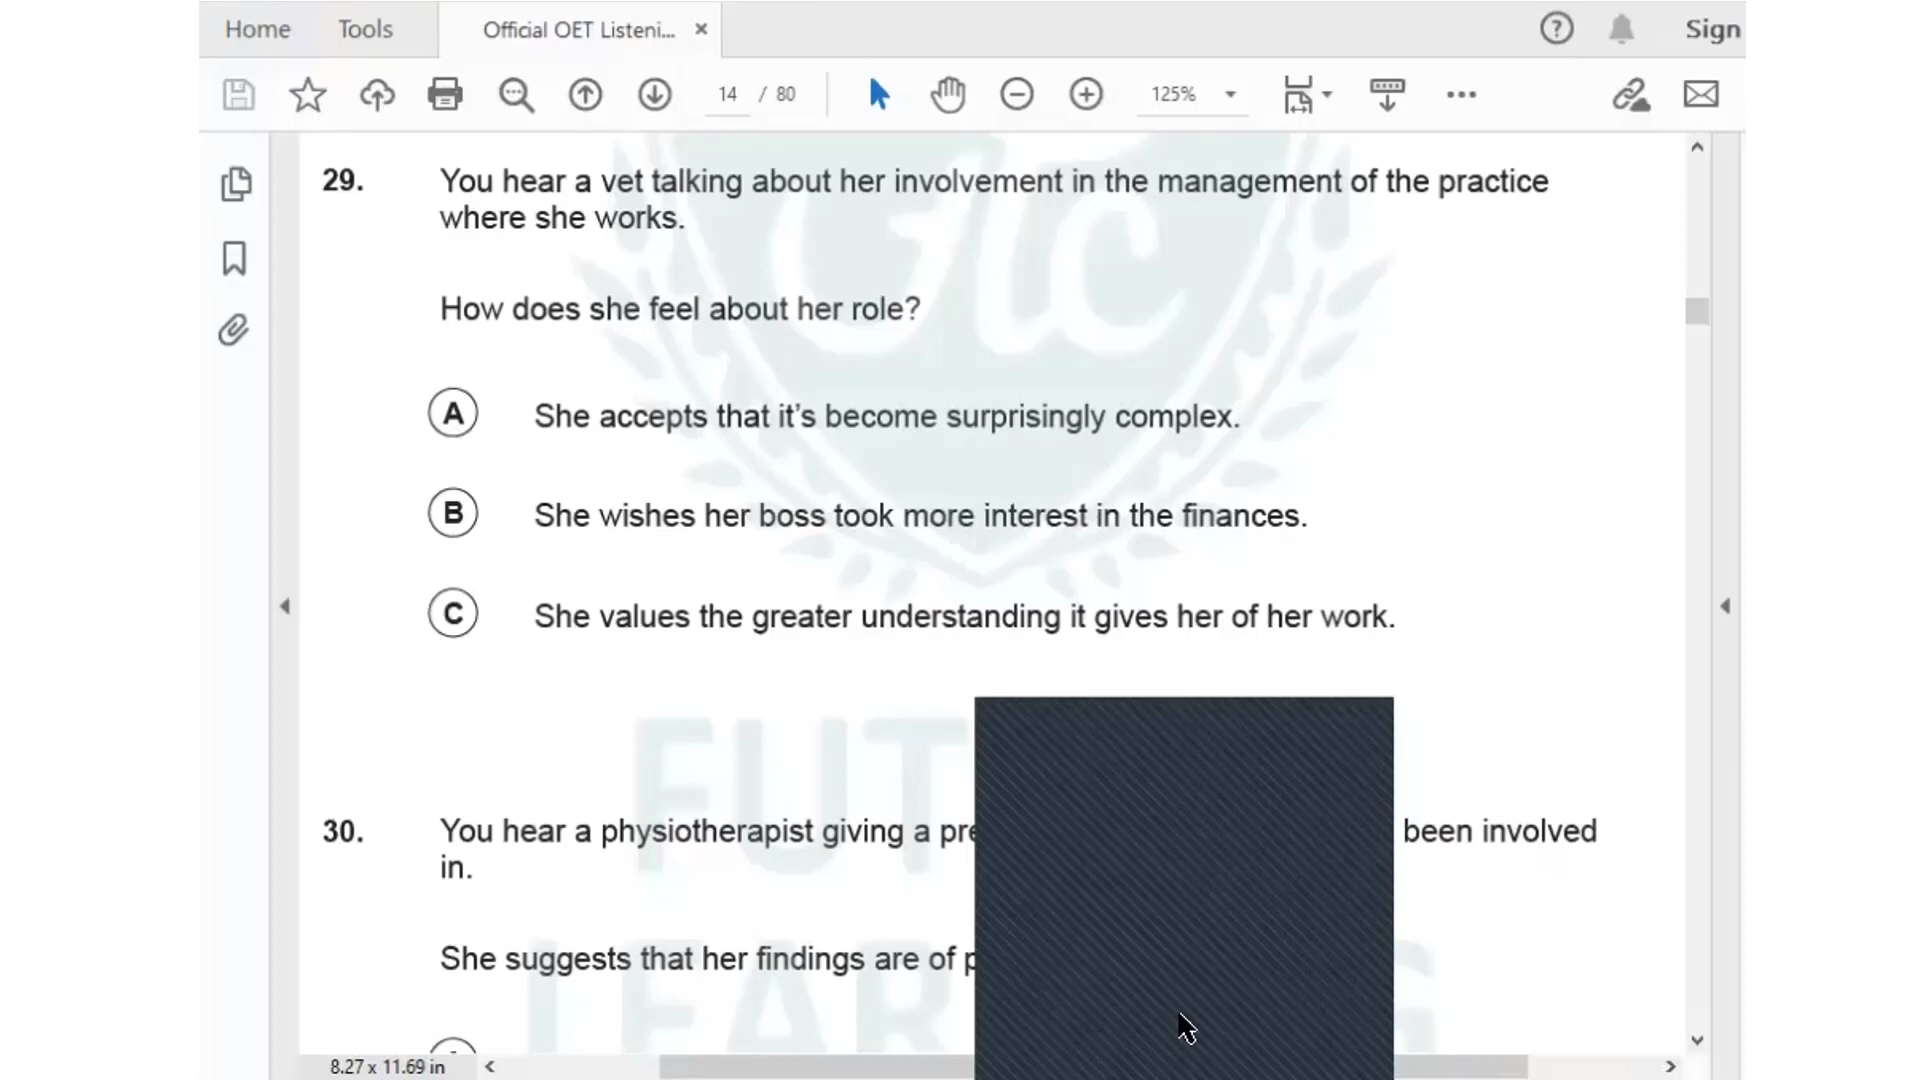 Home Tools Official OET Listeni... × ? Sign
14 / 80 125%
29. You hear a vet talking about her involvement in the management of the practice
where she works.
How does she feel about her role?
A She accepts that it's become surprisingly complex.
B She wishes her boss took more interest in the finances.
C She values the greater understanding it gives her of her work.
30. You hear a physiotherapist giving a been involved
in.
She suggests that her findings are of
8.27 x 11.69 in